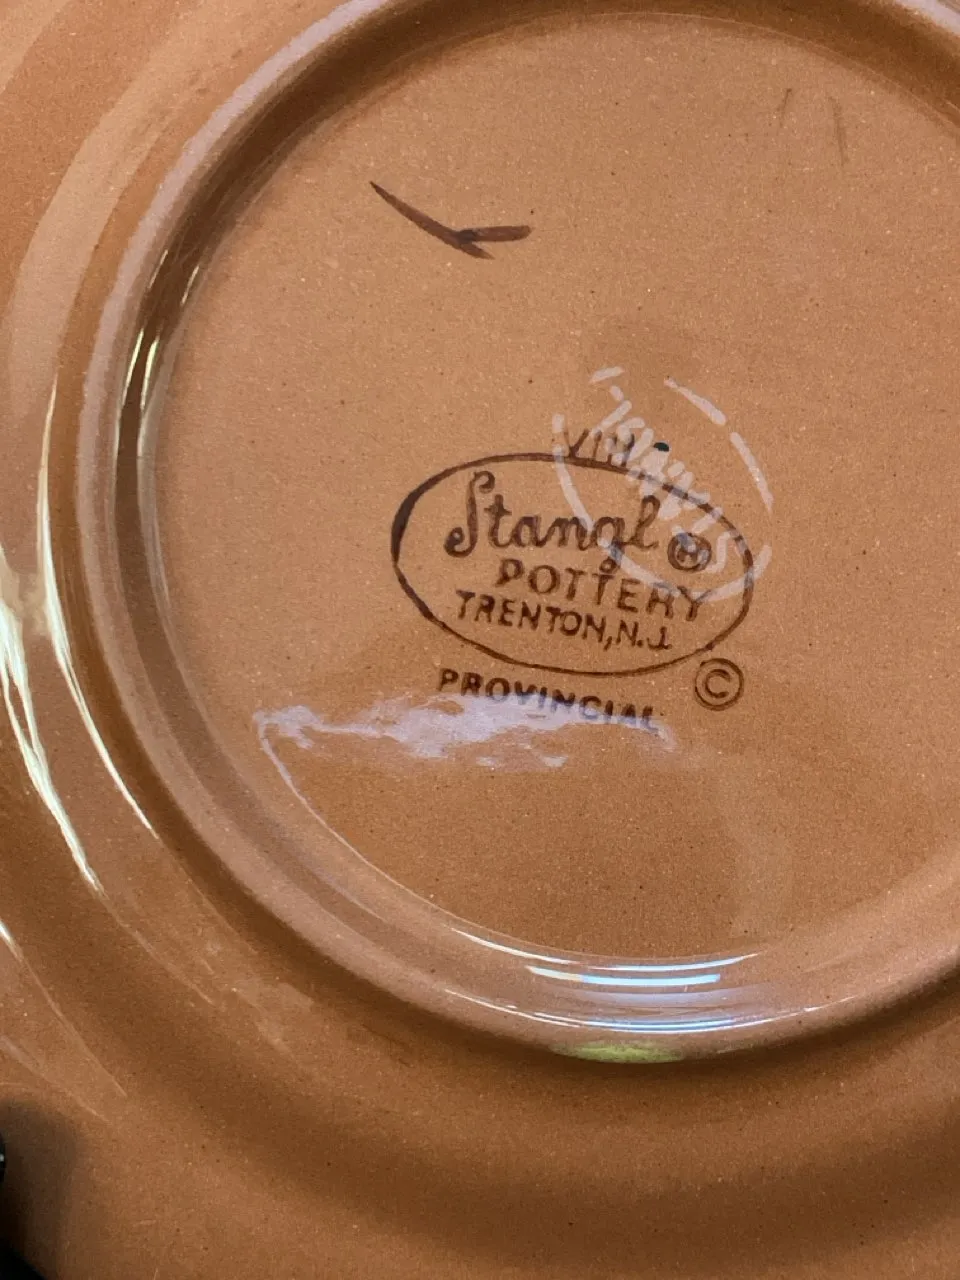 Stangl ®
POTTERY
TRENTON, N.J.
PROVINCIAL ©